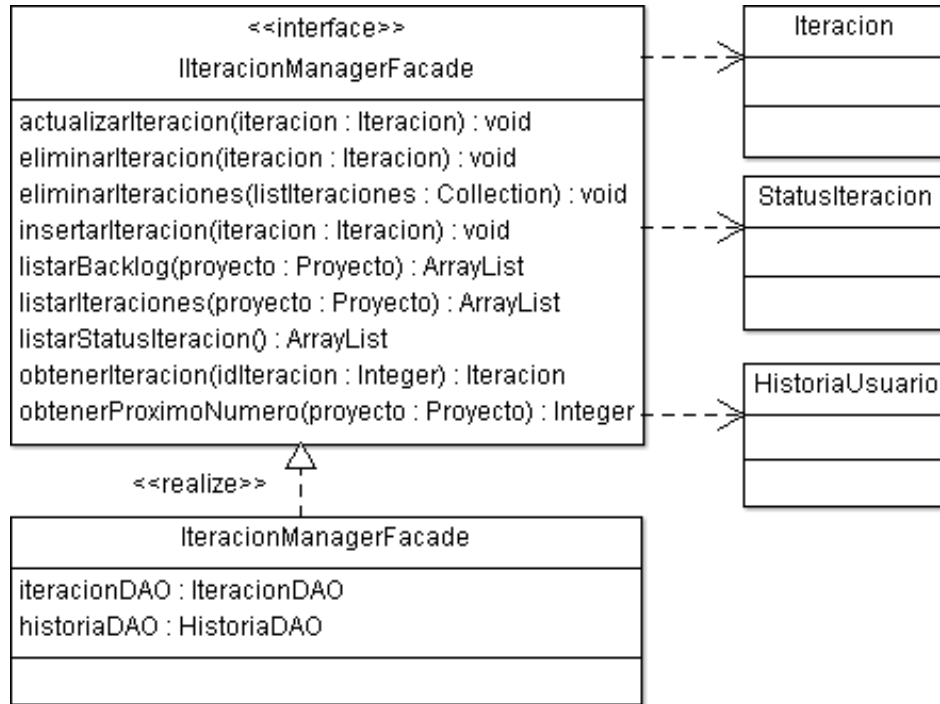 <<interface>>
IIteracionManagerFacade
actualizarIteracion(iteracion : Iteracion) : void
eliminarIteracion(iteracion : Iteracion) : void
eliminarIteraciones(listIteraciones : Collection) : void
insertarIteracion(iteracion : Iteracion) : void
listarBacklog(proyecto : Proyecto) : ArrayList
listarIteraciones(proyecto : Proyecto) : ArrayList
listarStatusIteracion() : ArrayList
obtenerIteracion(idIteracion : Integer) : Iteracion
obtenerProximoNumero(proyecto : Proyecto) : Integer
Iteracion
StatusIteracion
HistoriaUsuario
<<realize>>
IteracionManagerFacade
iteracionDAO : IteracionDAO
historiaDAO : HistoriaDAO